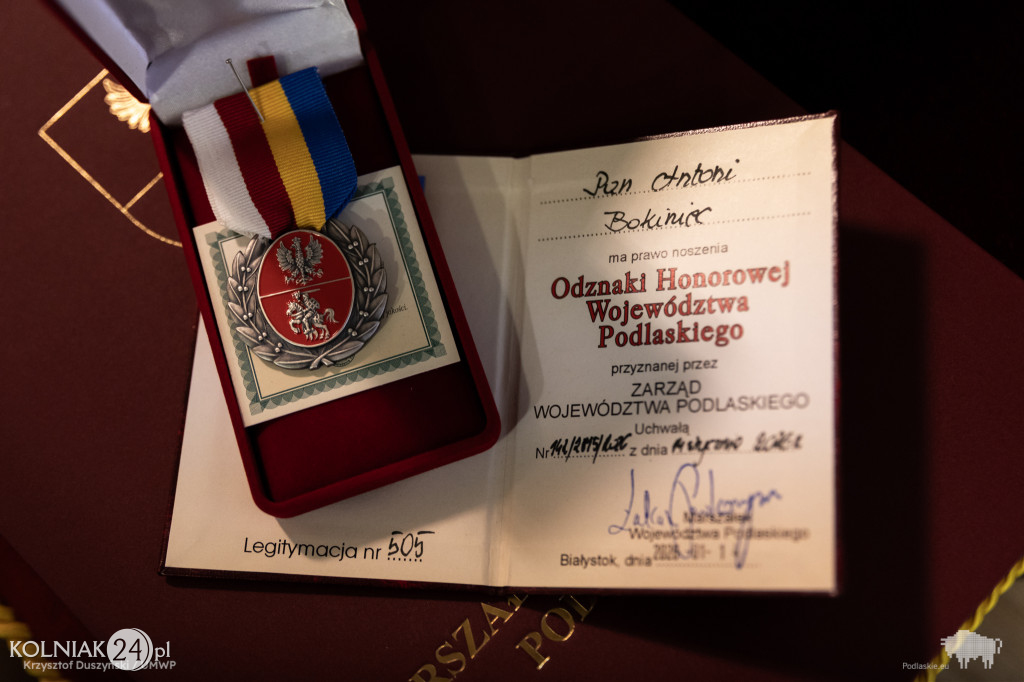 Pan Antoni
Bokiniec
ma prawo noszenia
Odznaki Honorowej
Województwa
Podlaskiego
przyznanej przez
ZARZĄD
WOJEWÓDZTWA PODLASKIEGO
Uchwałą
Nr z dnia
Marszałek
Województwa Podlaskiego
Białystok, dnia
Legitymacja nr 505
KOLNIAK24.pl
Krzysztof Duszyński / UMWP
Podlaskie.eu